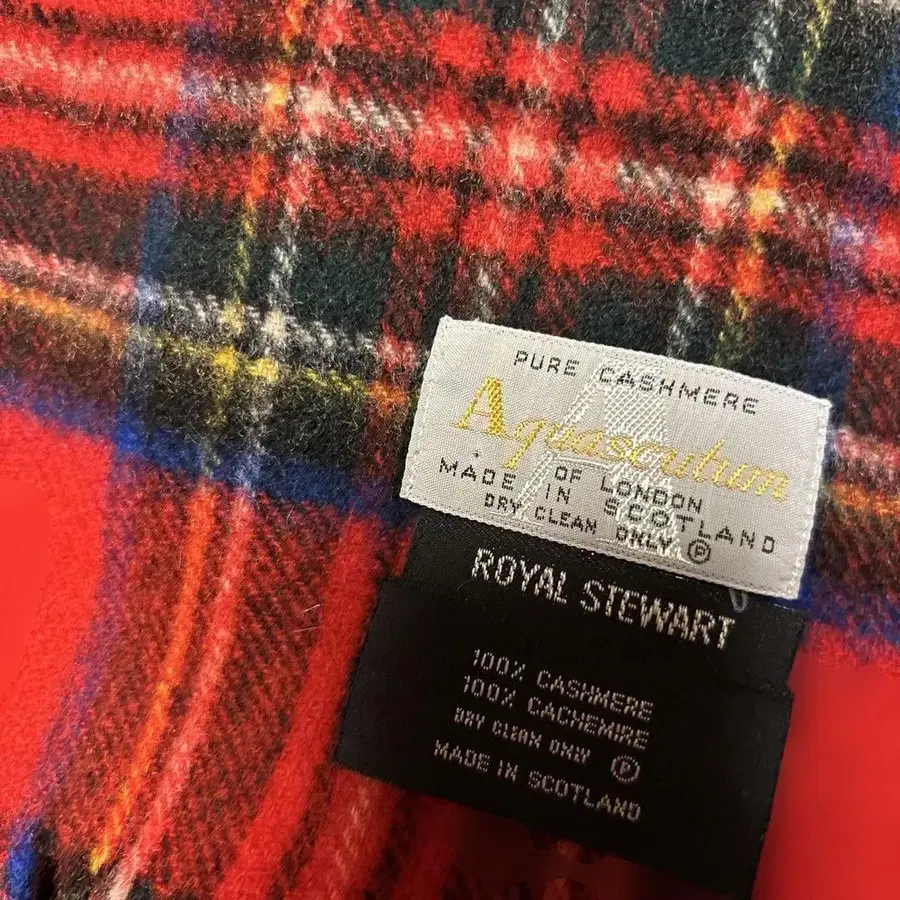 PURE CASHMERE
Aquascutum
OF LONDON
MADE IN SCOTLAND
DRY CLEAN ONLY Ⓟ
ROYAL STEWART
100% CASHMERE
100% CACHEMIRE
DRY CLEAN ONLY Ⓟ
MADE IN SCOTLAND